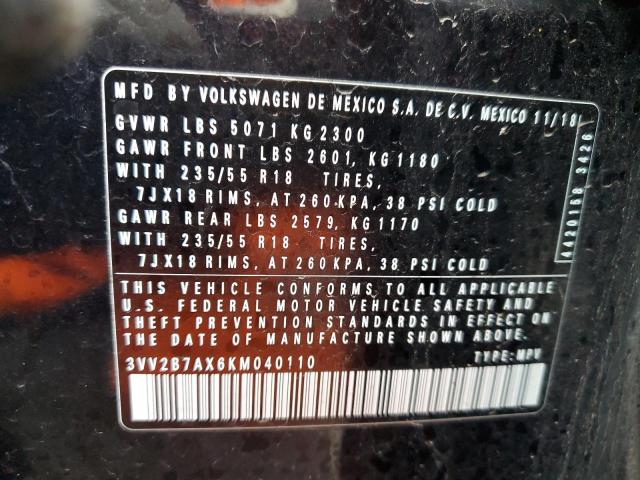 MFD BY VOLKSWAGEN DE MEXICO S.A. DE C.V. MEXICO 11/18
GVWR LBS 5071 KG 2300
GAWR FRONT LBS 2601, KG 1180
WITH 235/55 R18 TIRES,
7JX18 RIMS, AT 260 KPA, 38 PSI COLD
GAWR REAR LBS 2579, KG 1170
WITH 235/55 R18 TIRES,
7JX18 RIMS, AT 260 KPA, 38 PSI COLD
THIS VEHICLE CONFORMS TO ALL APPLICABLE
U.S. FEDERAL MOTOR VEHICLE SAFETY AND
THEFT PREVENTION STANDARDS IN EFFECT ON
THE DATE OF MANUFACTURE SHOWN ABOVE.
3VV2B7AX6KM040110 TYPE: MPV
4420158 3426